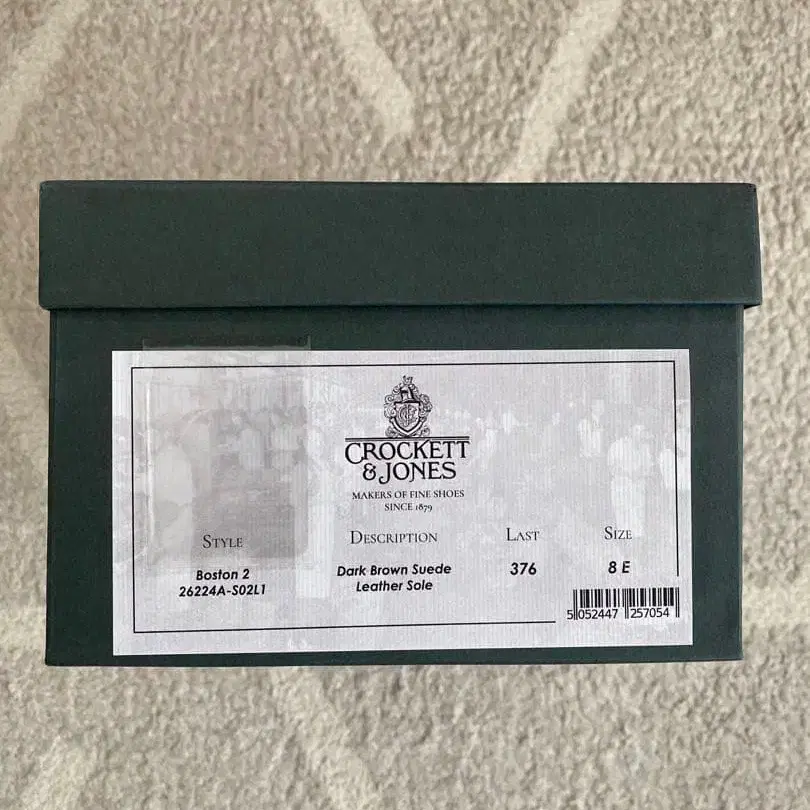 CROCKETT
& JONES
MAKERS OF FINE SHOES
SINCE 1879
STYLE DESCRIPTION LAST SIZE
Boston 2 Dark Brown Suede 376 8 E
26224A-S02L1 Leather Sole
5 052447 257054